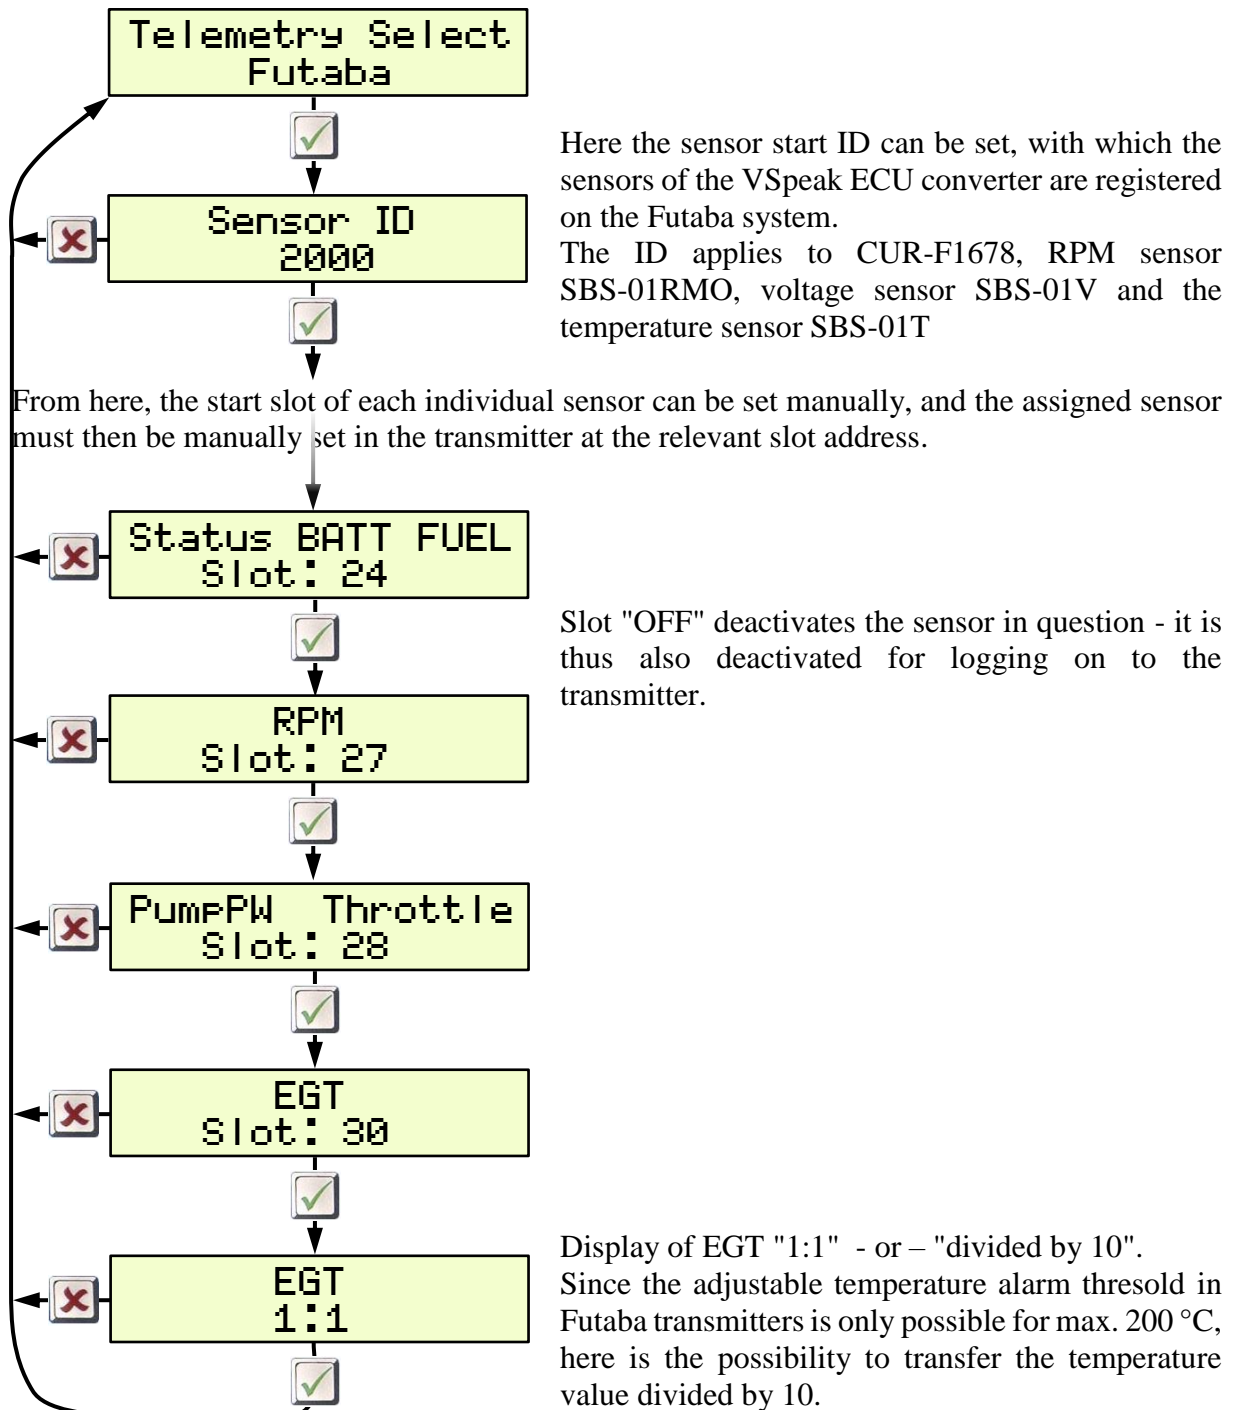 Telemetry Select
Futaba
Here the sensor start ID can be set, with which the
sensors of the VSpeak ECU converter are registered
on the Futaba system.
The ID applies to CUR-F1678, RPM sensor
SBS-01RMO, voltage sensor SBS-01V and the
temperature sensor SBS-01T
Sensor ID
2000
From here, the start slot of each individual sensor can be set manually, and the assigned sensor
must then be manually set in the transmitter at the relevant slot address.
Status BATT FUEL
Slot: 24
Slot "OFF" deactivates the sensor in question - it is
thus also deactivated for logging on to the
transmitter.
RPM
Slot: 27
PumpPW Throttle
Slot: 28
EGT
Slot: 30
EGT
1:1
Display of EGT "1:1" - or – "divided by 10".
Since the adjustable temperature alarm thresold in
Futaba transmitters is only possible for max. 200 °C,
here is the possibility to transfer the temperature
value divided by 10.